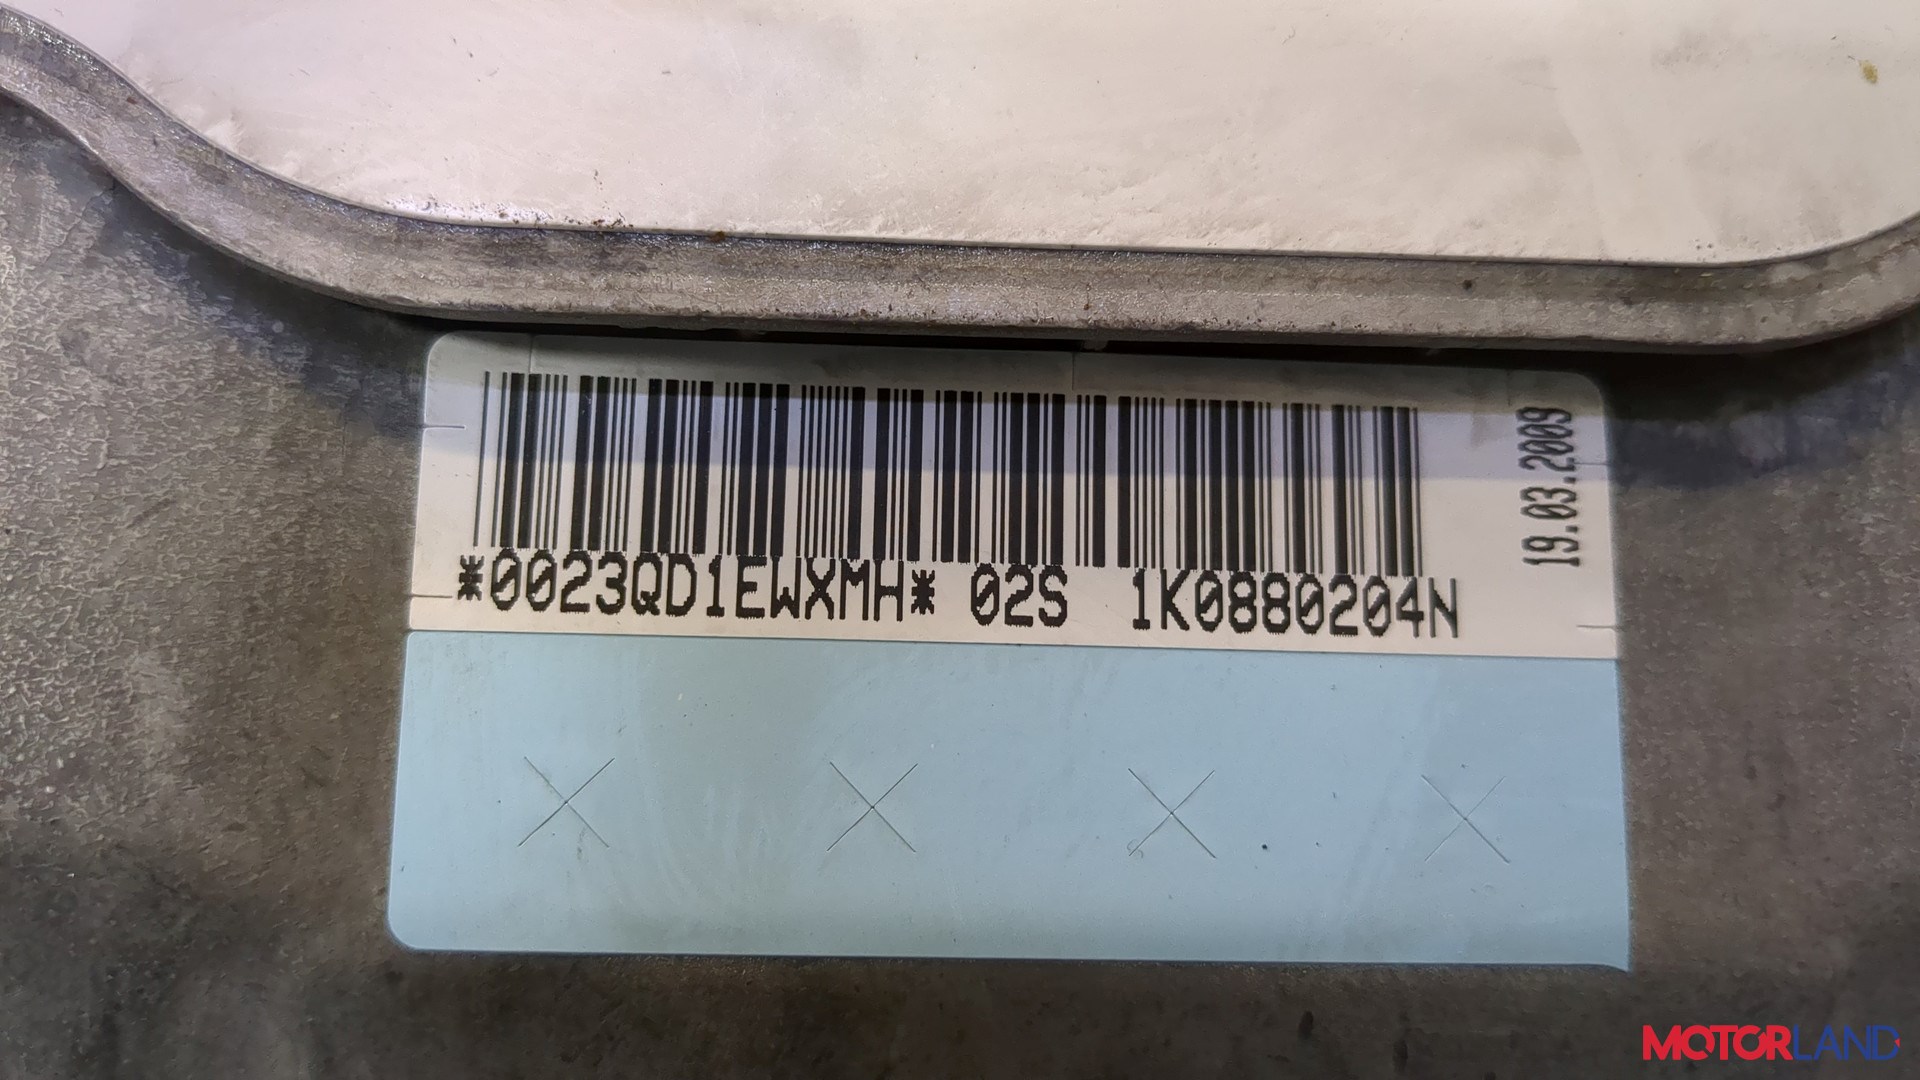 *0023QD1EWXMH* 02S 1K0880204N
19.03.2009
MOTORLAND